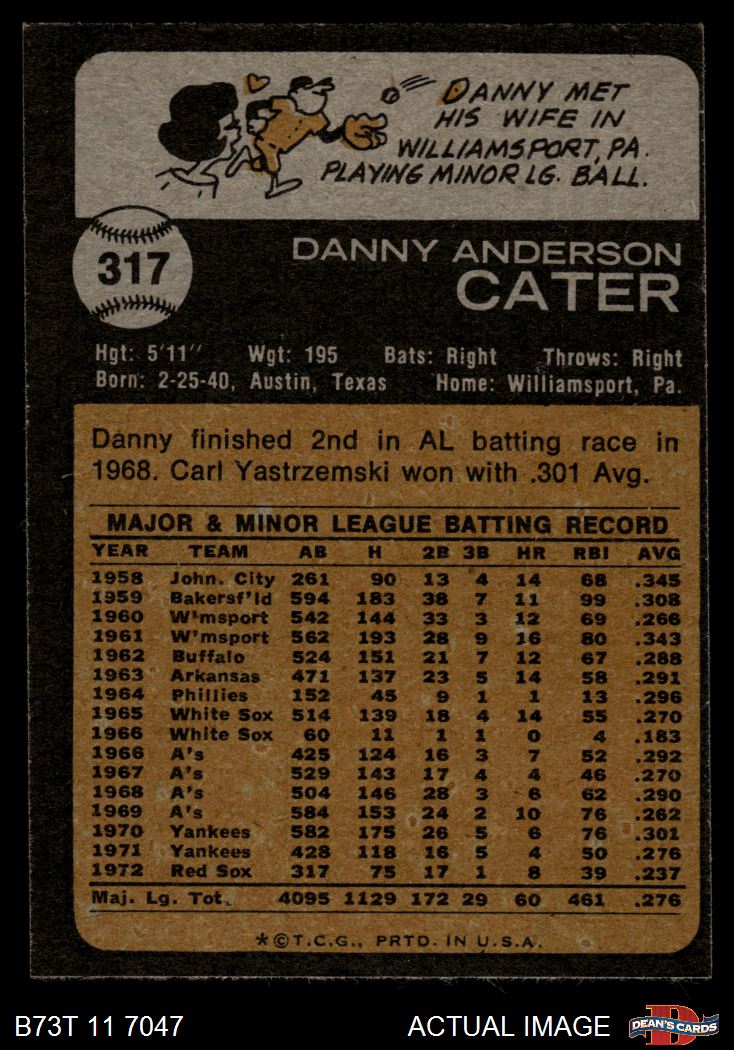 DANNY MET
HIS WIFE IN
WILLIAMSPORT, PA.
PLAYING MINOR LG. BALL.
317
DANNY ANDERSON
CATER
Hgt: 5'11" Wgt: 195 Bats: Right Throws: Right
Born: 2-25-40, Austin, Texas Home: Williamsport, Pa.
Danny finished 2nd in AL batting race in
1968. Carl Yastrzemski won with .301 Avg.
MAJOR & MINOR LEAGUE BATTING RECORD
YEAR TEAM AB H 2B 3B HR RBI AVG
1958 John. City 261 90 13 4 14 68 .345
1959 Bakersf'ld 594 183 38 7 11 99 .308
1960 W'msport 542 144 33 3 12 69 .266
1961 W'msport 562 193 28 9 16 80 .343
1962 Buffalo 524 151 21 7 12 67 .288
1963 Arkansas 471 137 23 5 14 58 .291
1964 Phillies 152 45 9 1 1 13 .296
1965 White Sox 514 139 18 4 14 55 .270
1966 White Sox 60 11 1 1 0 4 .183
1966 A's 425 124 16 3 7 52 .292
1967 A's 529 143 17 4 4 46 .270
1968 A's 504 146 28 3 6 62 .290
1969 A's 584 153 24 2 10 76 .262
1970 Yankees 582 175 26 5 6 76 .301
1971 Yankees 428 118 16 5 4 50 .276
1972 Red Sox 317 75 17 1 8 39 .237
Maj. Lg. Tot. 4095 1129 172 29 60 461 .276
*©T.C.G., PRTD. IN U.S.A.
B73T 11 7047 ACTUAL IMAGE D DEAN'S CARDS